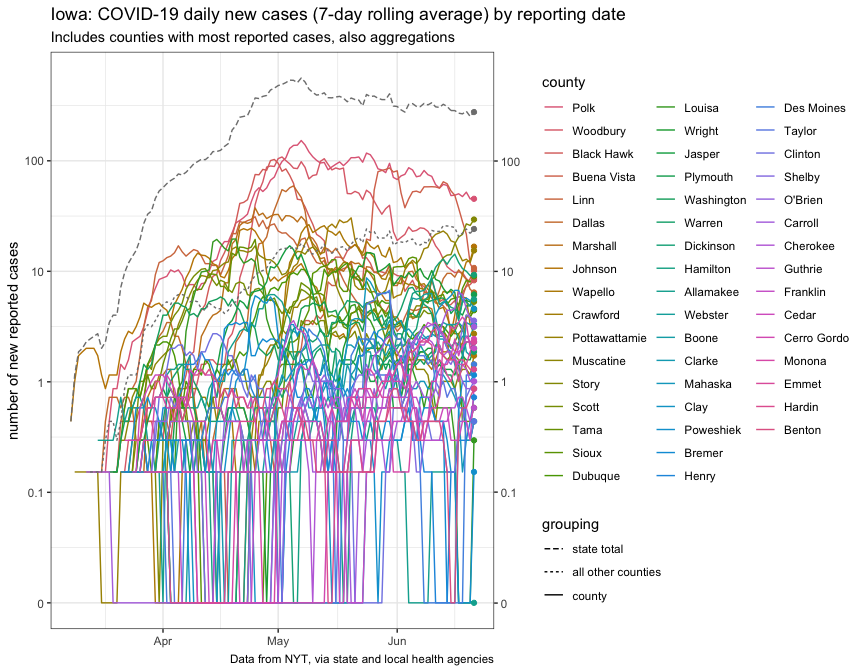 Iowa: COVID-19 daily new cases (7-day rolling average) by reporting date
Includes counties with most reported cases, also aggregations
number of new reported cases
100
10
1
0.1
0
100
10
1
0.1
0
Apr
May
Jun
Data from NYT, via state and local health agencies
county
Polk
Woodbury
Black Hawk
Buena Vista
Linn
Dallas
Marshall
Johnson
Wapello
Crawford
Pottawattamie
Muscatine
Story
Scott
Tama
Sioux
Dubuque
Louisa
Wright
Jasper
Plymouth
Washington
Warren
Dickinson
Hamilton
Allamakee
Webster
Boone
Clarke
Mahaska
Clay
Poweshiek
Bremer
Henry
Des Moines
Taylor
Clinton
Shelby
O'Brien
Carroll
Cherokee
Guthrie
Franklin
Cedar
Cerro Gordo
Monona
Emmet
Hardin
Benton
grouping
state total
all other counties
county